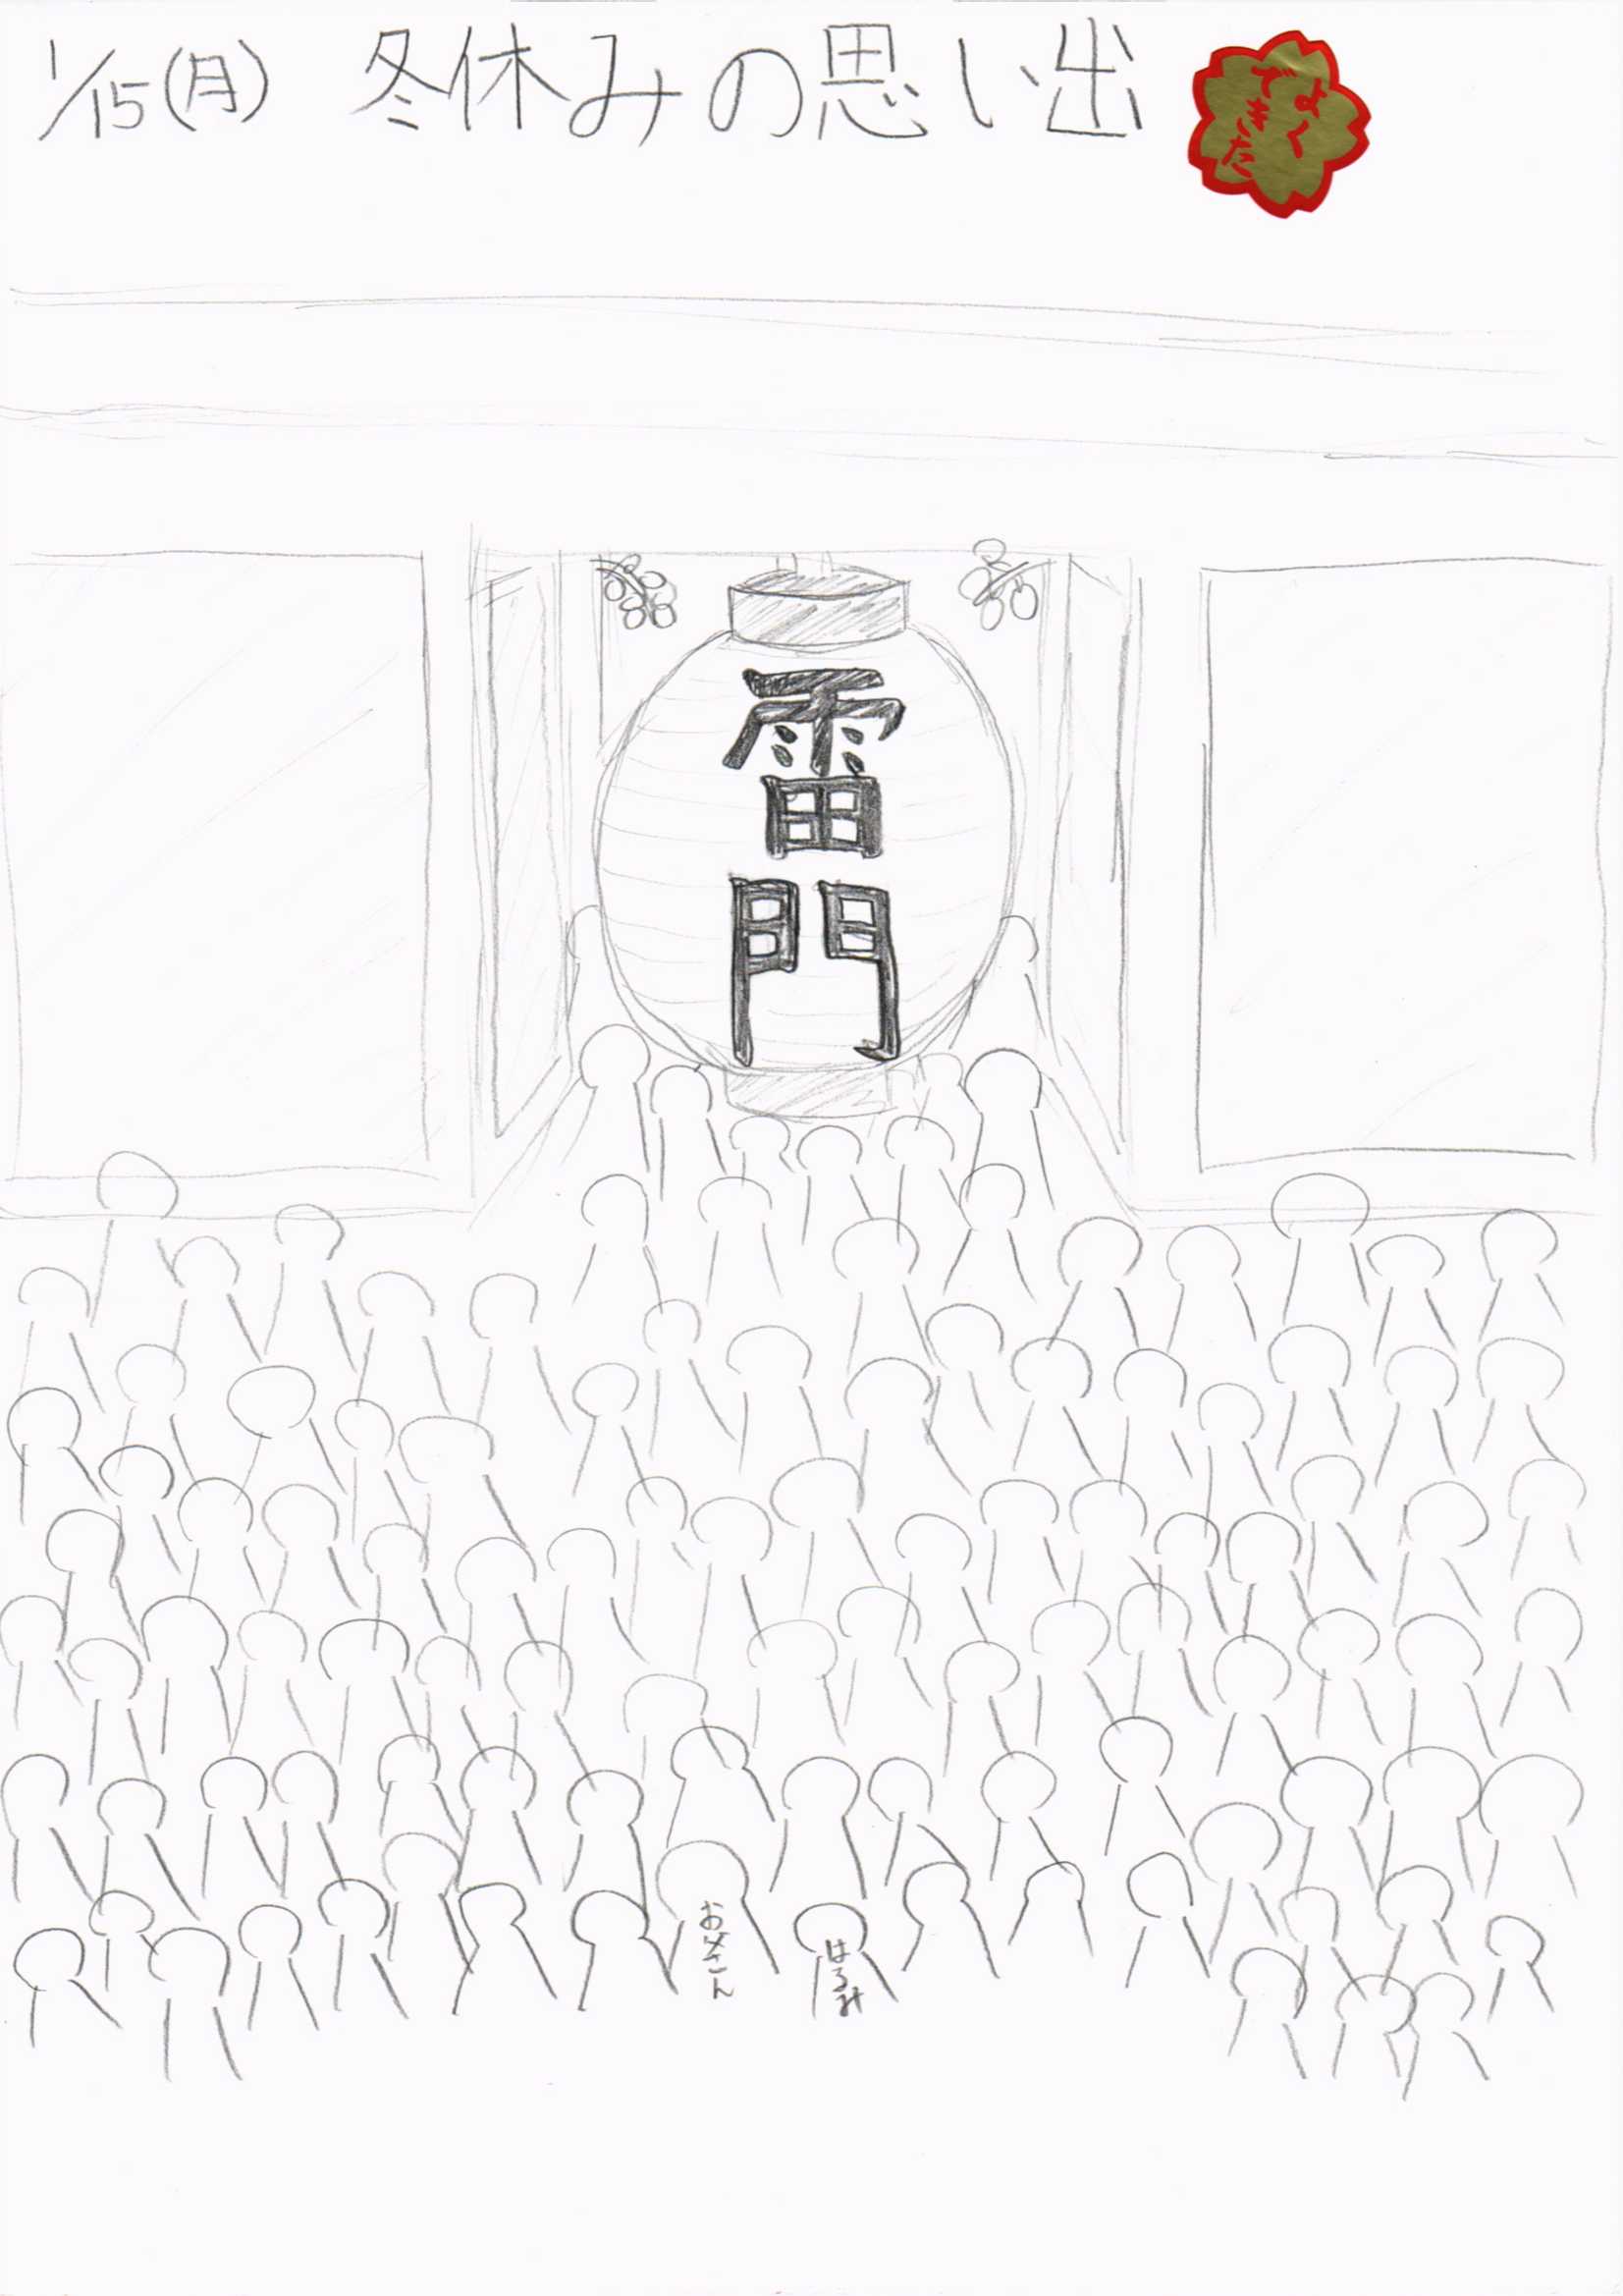 1/15(月) 冬休みの思い出
よく
できた
雷門
お父さん
はるみ